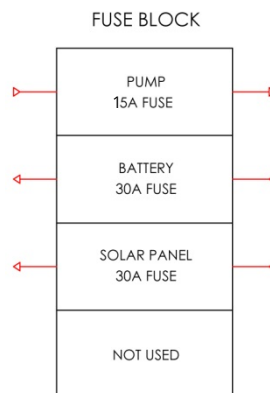 FUSE BLOCK
PUMP
15A FUSE
BATTERY
30A FUSE
SOLAR PANEL
30A FUSE
NOT USED